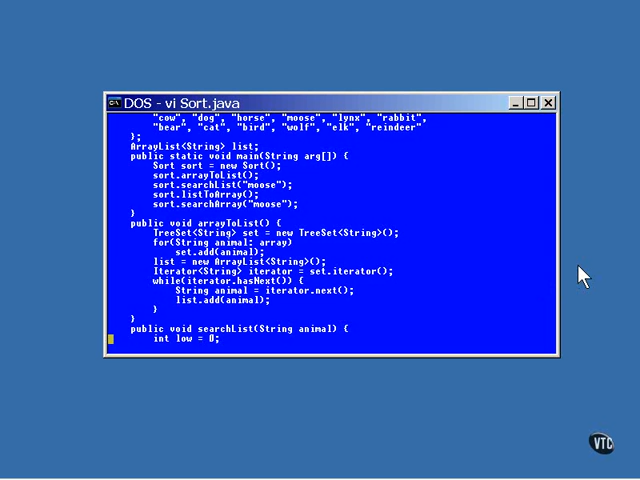 DOS - vi Sort.java
"cow", "dog", "horse", "moose", "lynx", "rabbit",
"bear", "cat", "bird", "wolf", "elk", "reindeer"
};
ArrayList<String> list;
public static void main(String arg[]) {
Sort sort = new Sort();
sort.arrayToList();
sort.searchList("moose");
sort.listToArray();
sort.searchArray("moose");
}
public void arrayToList() {
TreeSet<String> set = new TreeSet<String>();
for(String animal: array)
set.add(animal);
list = new ArrayList<String>();
Iterator<String> iterator = set.iterator();
while(iterator.hasNext()) {
String animal = iterator.next();
list.add(animal);
}
}
public void searchList(String animal) {
int low = 0;
VTC